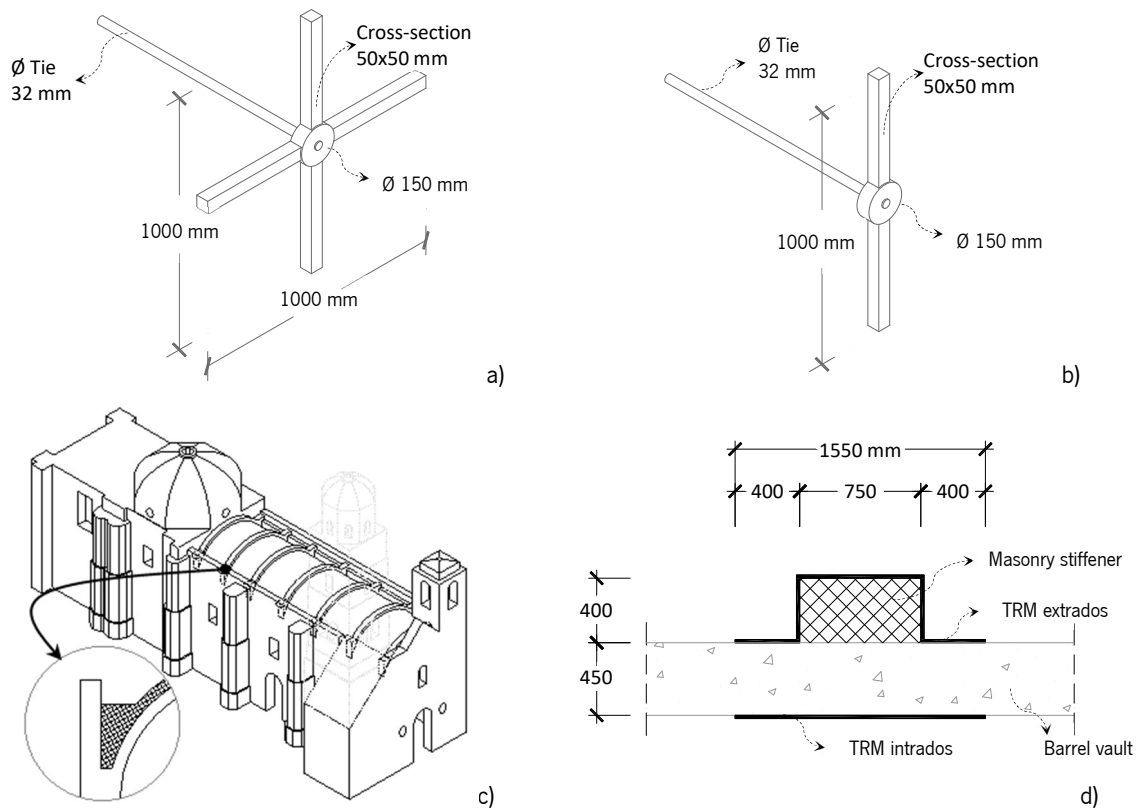 Ø Tie
32 mm
Cross-section
50x50 mm
Ø 150 mm
1000 mm
1000 mm
a)
Ø Tie
32 mm
Cross-section
50x50 mm
1000 mm
Ø 150 mm
b)
c)
1550 mm
400 750 400
Masonry stiffener
400
TRM extrados
450
TRM intrados
Barrel vault
d)